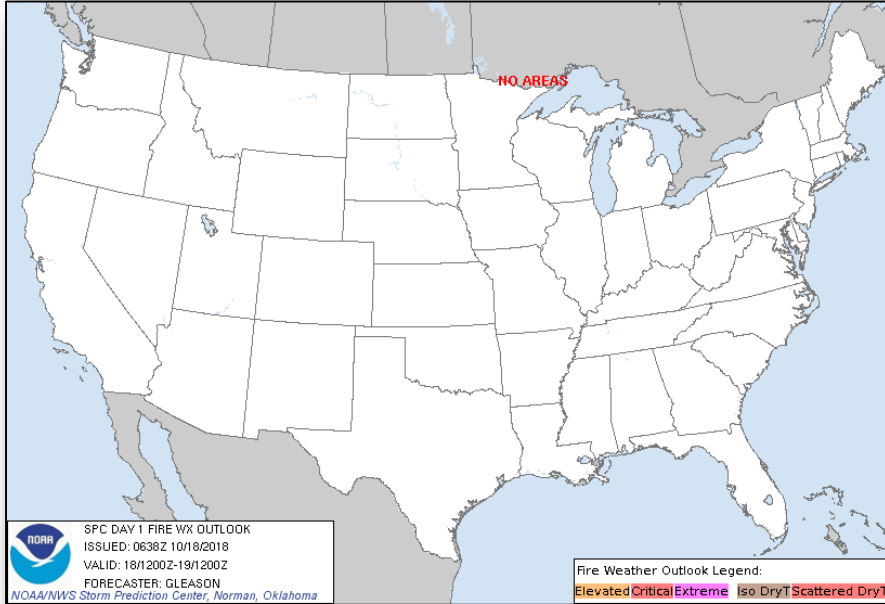 NO AREAS
NOAA
SPC DAY 1 FIRE WX OUTLOOK
ISSUED: 0638Z 10/18/2018
VALID: 18/1200Z-19/1200Z
FORECASTER: GLEASON
NOAA/NWS Storm Prediction Center, Norman, Oklahoma
Fire Weather Outlook Legend:
Elevated Critical Extreme Iso DryT Scattered DryT